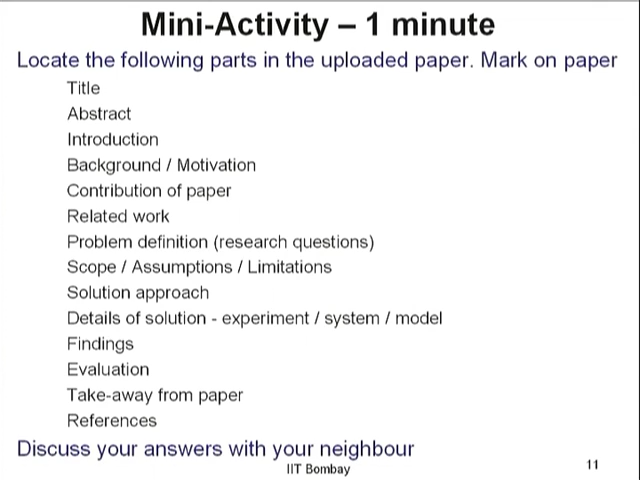 Mini-Activity – 1 minute
Locate the following parts in the uploaded paper. Mark on paper
Title
Abstract
Introduction
Background / Motivation
Contribution of paper
Related work
Problem definition (research questions)
Scope / Assumptions / Limitations
Solution approach
Details of solution - experiment / system / model
Findings
Evaluation
Take-away from paper
References
Discuss your answers with your neighbour
IIT Bombay
11